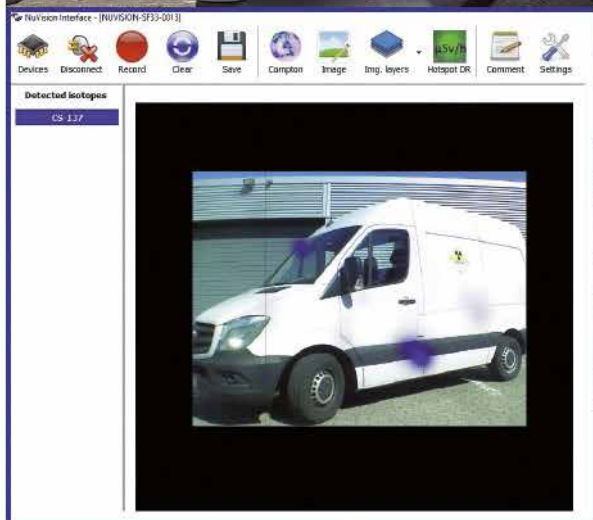 NuVision Interface - [NUVISION-SF33-0013]
Devices Disconnect Record Clear Save Compton Image Img. layers Hotspot DR Comment Settings
µSv/h
Detected isotopes
CS-137